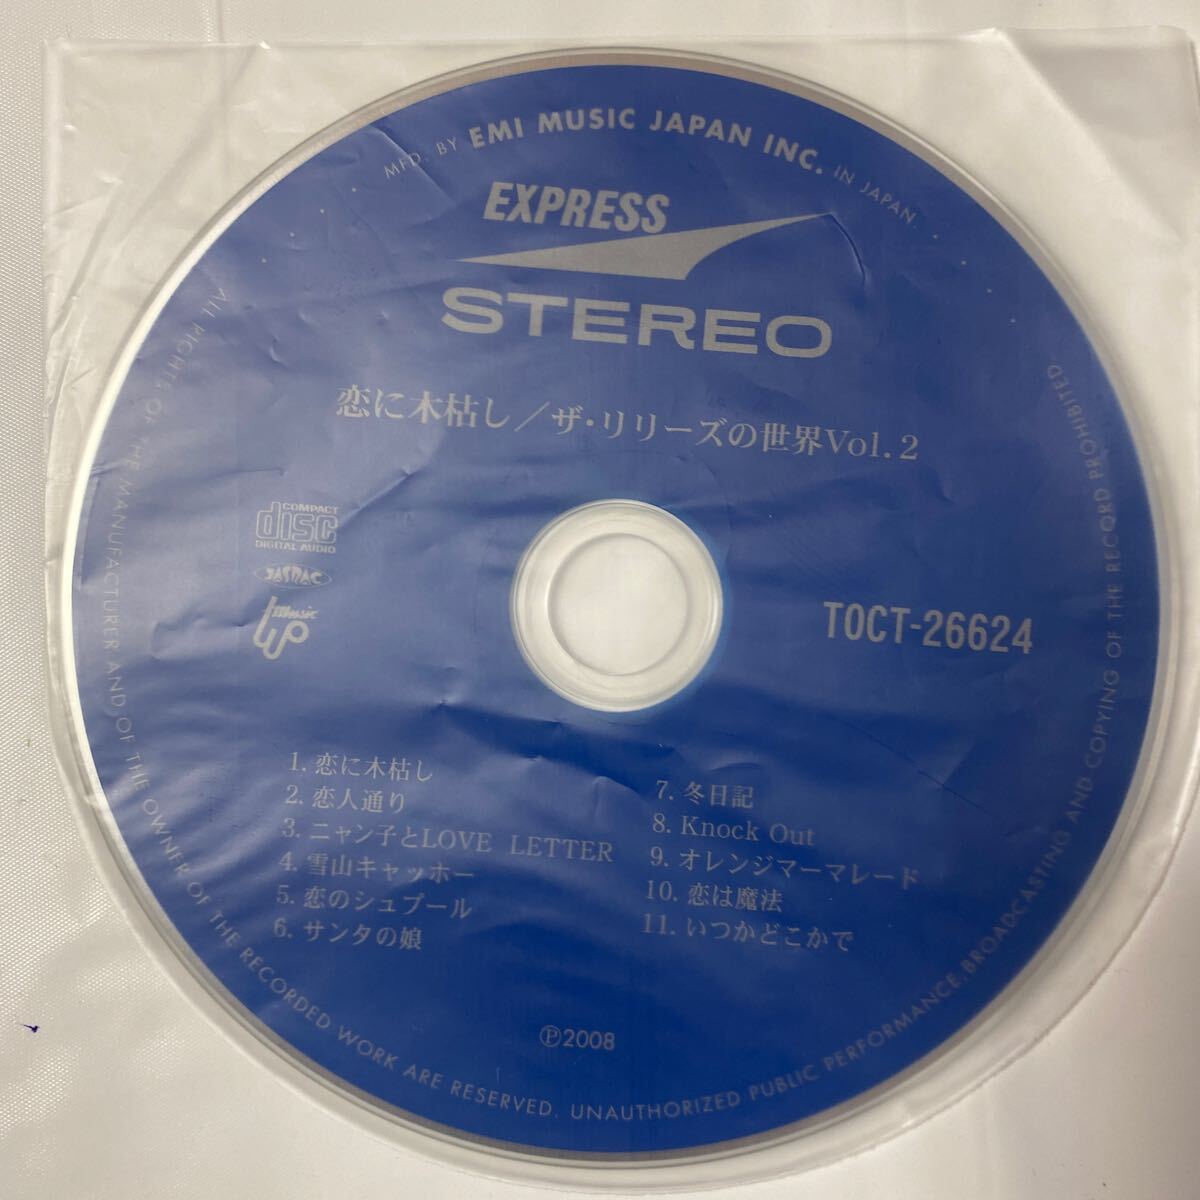 MFD. BY EMI MUSIC JAPAN INC. IN JAPAN.
EXPRESS
STEREO
恋に木枯し／ザ・リリーズの世界Vol.2
COMPACT
disc
DIGITAL AUDIO
JASRAC
Music
UP
TOCT-26624
1. 恋に木枯し
2. 恋人通り
3. ニャン子とLOVE LETTER
4. 雪山キャッホー
5. 恋のシュプール
6. サンタの娘
7. 冬日記
8. Knock Out
9. オレンジマーマレード
10. 恋は魔法
11. いつかどこかで
Ⓟ2008
ALL RIGHTS OF THE MANUFACTURER AND OF THE OWNER OF THE RECORDED WORK ARE RESERVED. UNAUTHORIZED PUBLIC PERFORMANCE, BROADCASTING AND COPYING OF THE RECORD PROHIBITED.